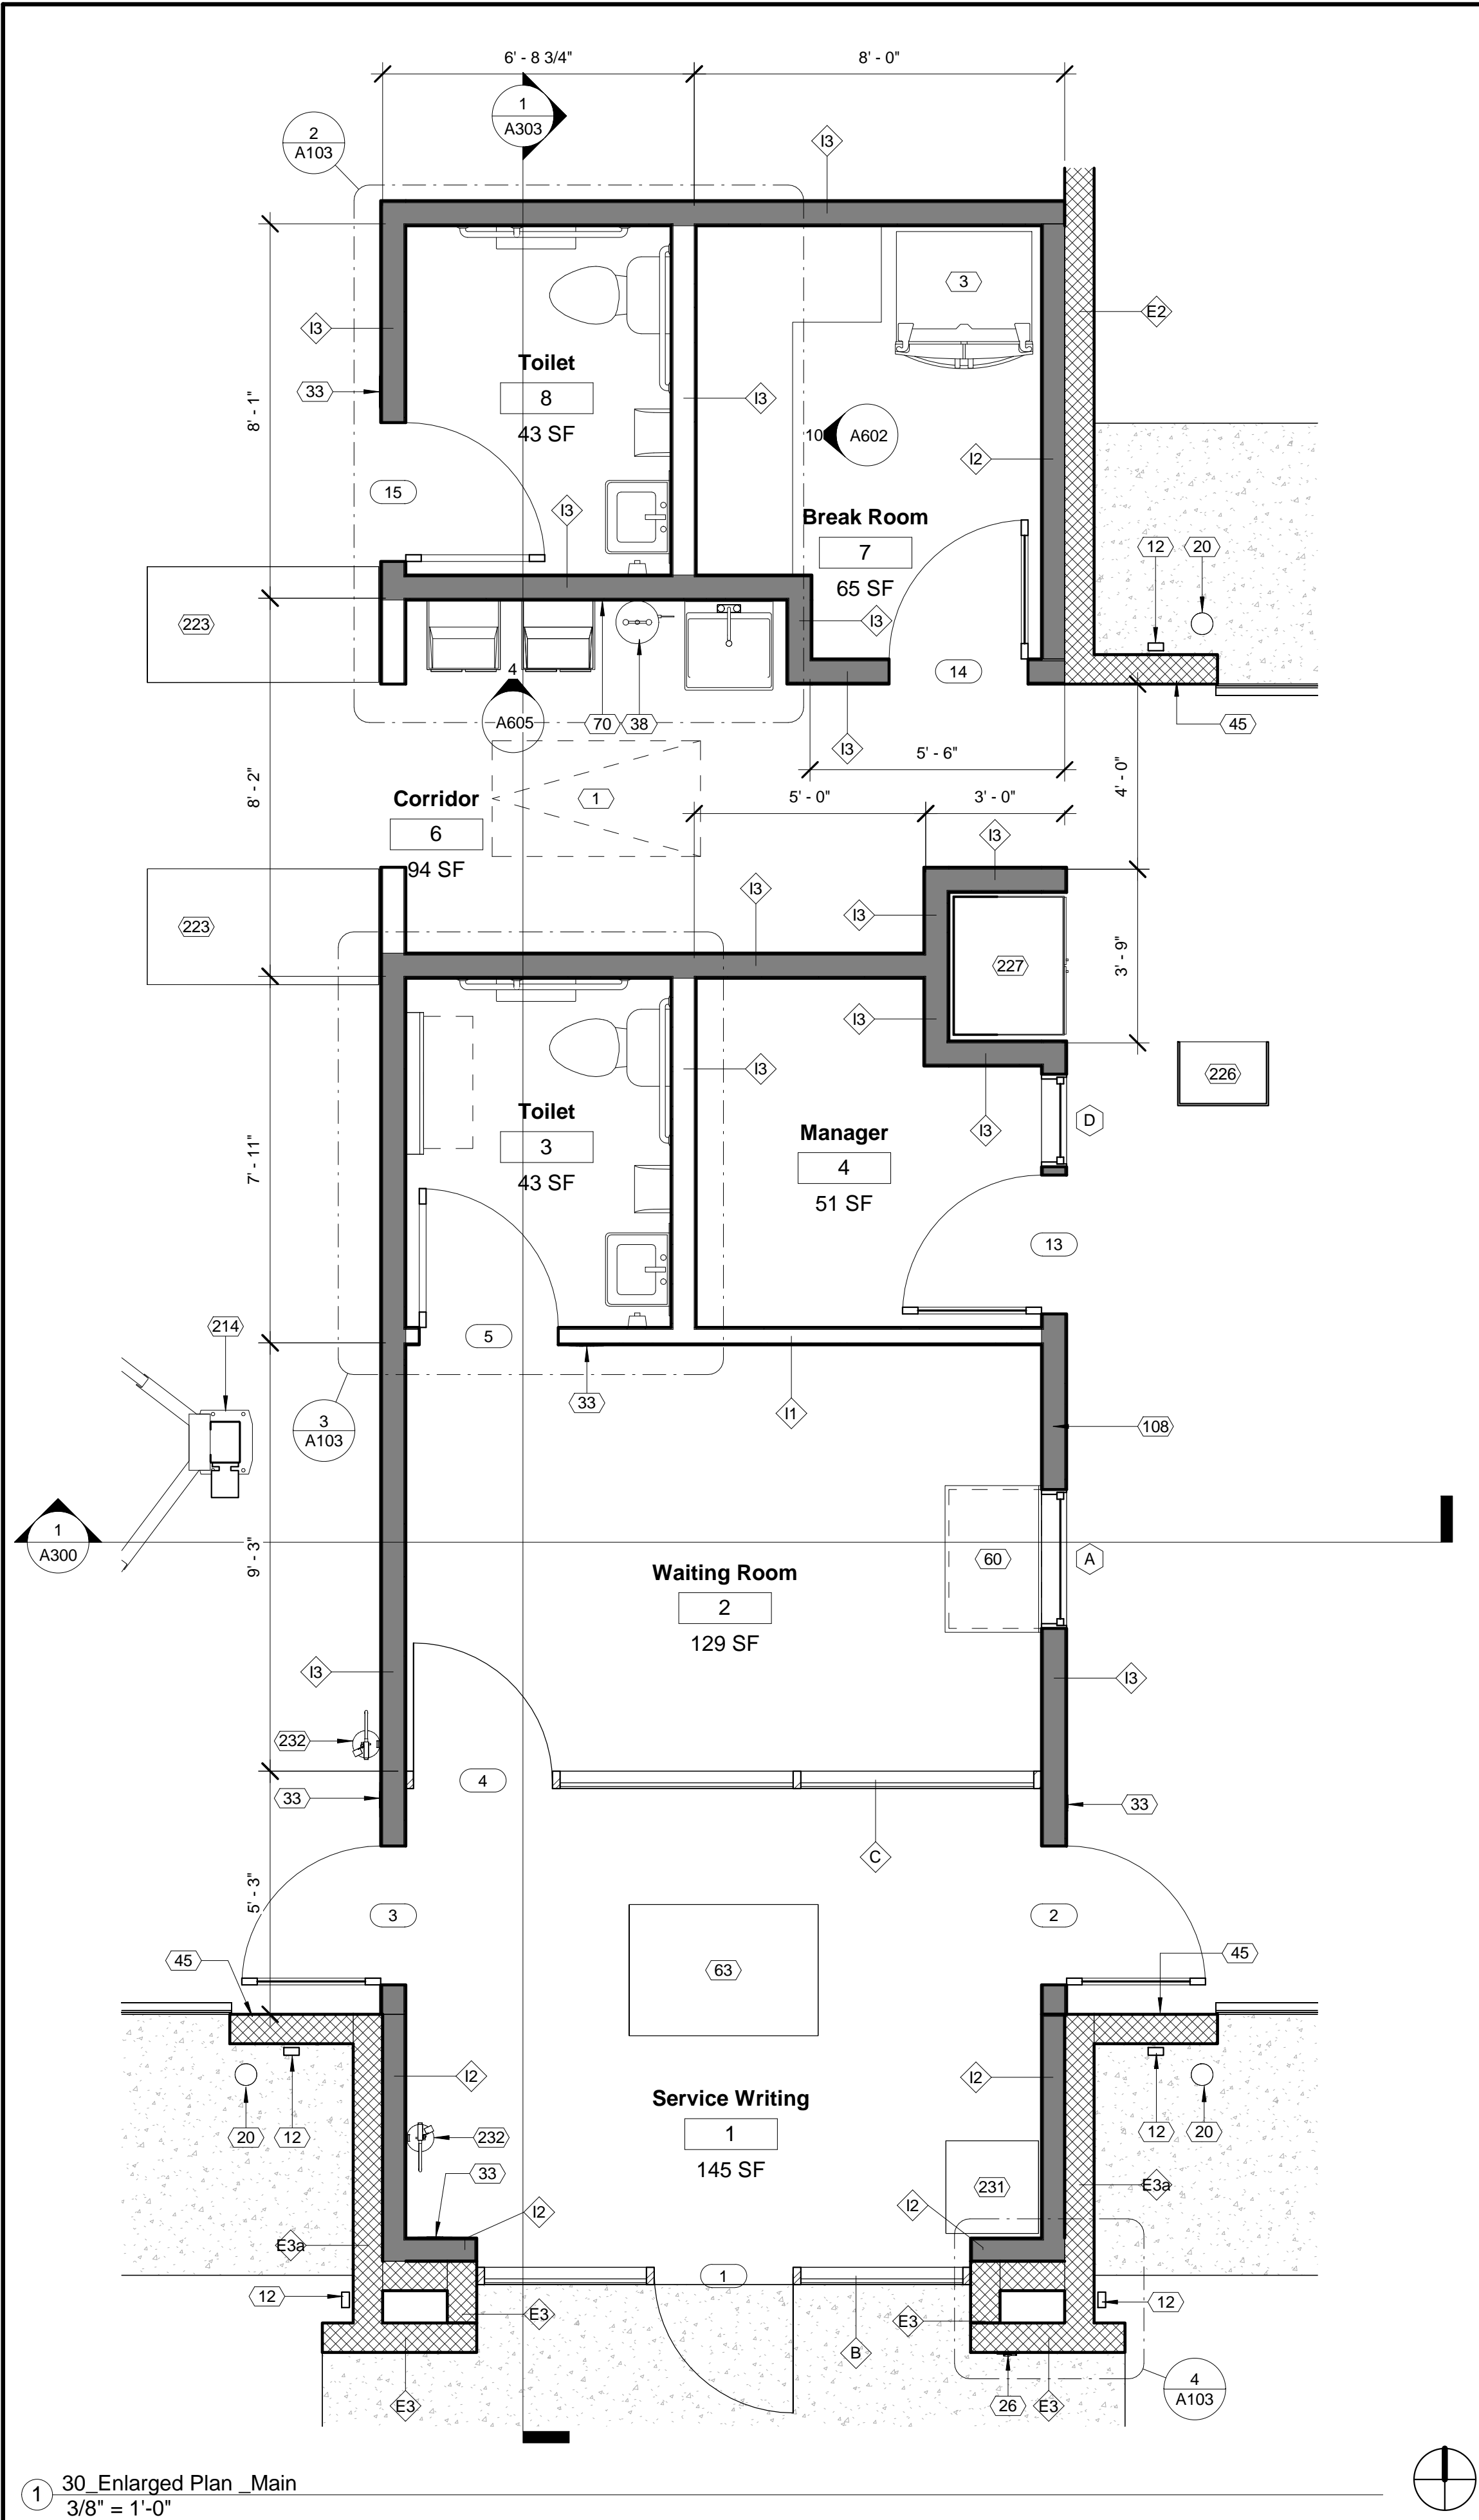 6' - 8 3/4"
8' - 0"
1
A303
2
A103
I3
3
E2
I3
Toilet
8
43 SF
33
I3
8' - 1"
10
A602
I2
15
I3
Break Room
7
65 SF
12
20
223
I3
14
4
A605
70
38
I3
45
5' - 6"
4' - 0"
8' - 2"
Corridor
6
94 SF
1
5' - 0"
3' - 0"
I3
I3
I3
223
227
3' - 9"
I3
I3
226
Toilet
3
43 SF
I3
D
Manager
4
51 SF
7' - 11"
13
214
5
33
I1
3
A103
108
1
A300
9' - 3"
60
A
Waiting Room
2
129 SF
I3
I3
232
4
33
33
C
5' - 3"
3
2
45
63
45
I2
I2
Service Writing
1
145 SF
20
12
232
12
20
33
231
E3a
I2
I2
E3a
12
1
12
E3
E3
B
4
A103
E3
26
E3
1
30_Enlarged Plan _Main
3/8" = 1'-0"